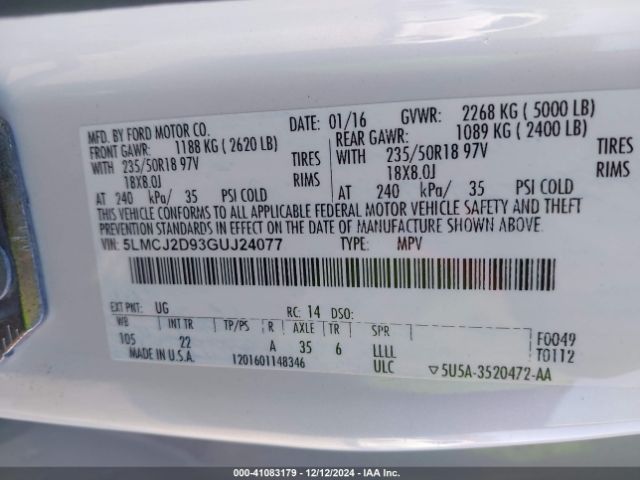 MFD. BY FORD MOTOR CO. DATE: 01/16 GVWR: 2268 KG ( 5000 LB)
FRONT GAWR: 1188 KG ( 2620 LB) REAR GAWR: 1089 KG ( 2400 LB)
WITH 235/50R18 97V TIRES WITH 235/50R18 97V TIRES
18X8.0J RIMS 18X8.0J RIMS
AT 240 kPa/ 35 PSI COLD AT 240 kPa/ 35 PSI COLD
THIS VEHICLE CONFORMS TO ALL APPLICABLE FEDERAL MOTOR VEHICLE SAFETY AND THEFT
PREVENTION STANDARDS IN EFFECT ON THE DATE OF MANUFACTURE SHOWN ABOVE.
VIN: 5LMCJ2D93GUJ24077 TYPE: MPV
EXT PNT: UG RC: 14 DSO:
WB INT TR TP/PS R AXLE TR SPR F0049
105 22 A 35 6 LLLL T0112
MADE IN U.S.A. 1201601148346 ULC ▽5U5A-3520472-AA
000-41083179 • 12/12/2024 • IAAI.COM